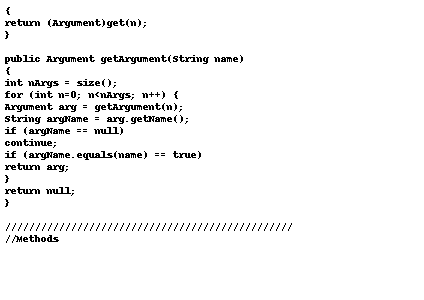 {
return (Argument)get(n);
}
public Argument getArgument(String name)
{
int nArgs = size();
for (int n=0; n<nArgs; n++) {
Argument arg = getArgument(n);
String argName = arg.getName();
if (argName == null)
continue;
if (argName.equals(name) == true)
return arg;
}
return null;
}
////////////////////////////////////////////////
//Methods